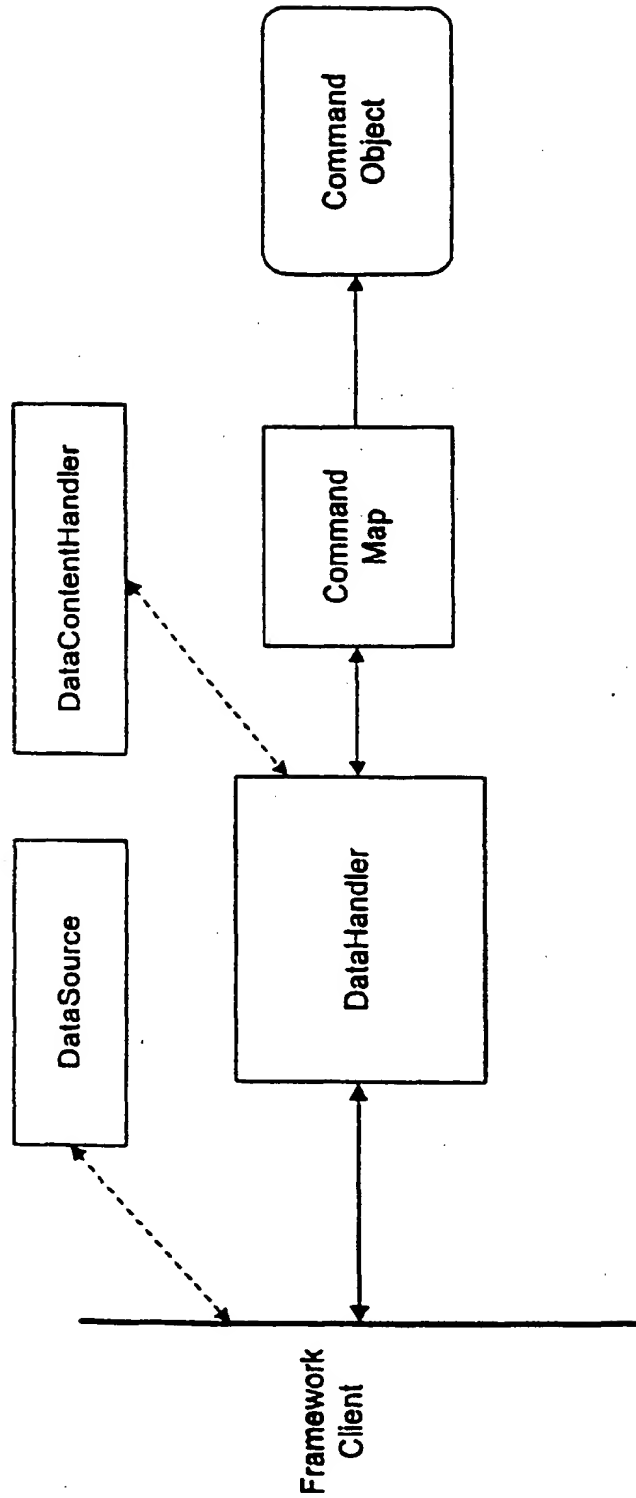 DataSource
DataContentHandler
Framework
Client
DataHandler
Command
Map
Command
Object